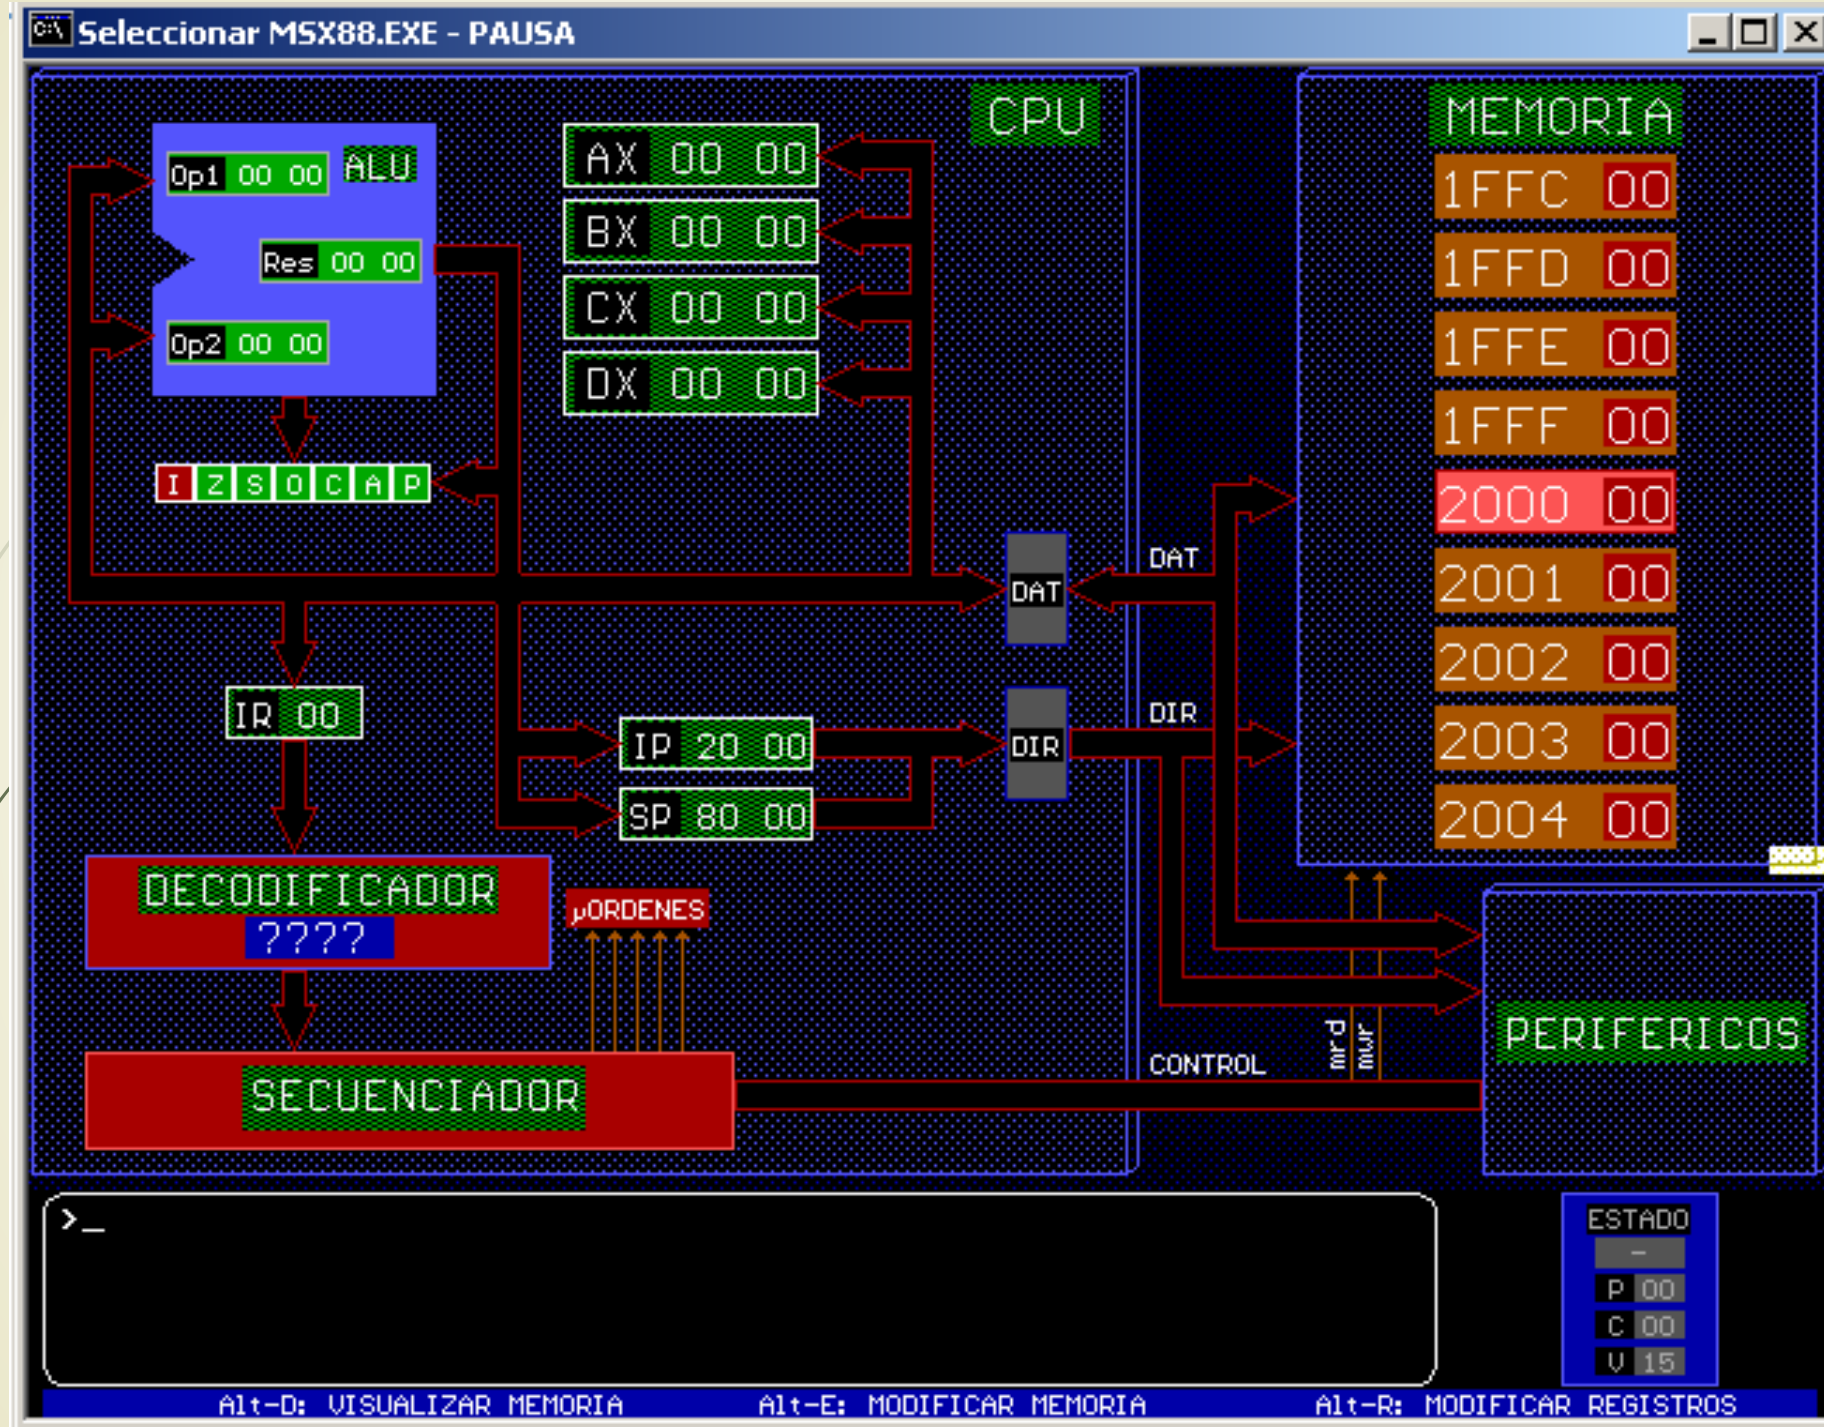 Seleccionar MSX88.EXE - PAUSA
CPU
ALU
Op1 00 00
Res 00 00
Op2 00 00
I Z S O C A P
AX 00 00
BX 00 00
CX 00 00
DX 00 00
IR 00
IP 20 00
SP 80 00
DAT
DIR
DECODIFICADOR
????
µORDENES
SECUENCIADOR
DAT
DIR
CONTROL
mrd
mwr
MEMORIA
1FFC 00
1FFD 00
1FFE 00
1FFF 00
2000 00
2001 00
2002 00
2003 00
2004 00
PERIFERICOS
>_
ESTADO
-
P 00
C 00
V 15
Alt-D: VISUALIZAR MEMORIA Alt-E: MODIFICAR MEMORIA Alt-R: MODIFICAR REGISTROS